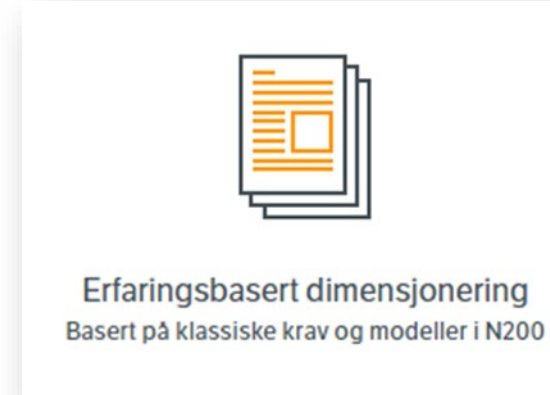 Erfaringsbasert dimensjonering
Basert på klassiske krav og modeller i N200